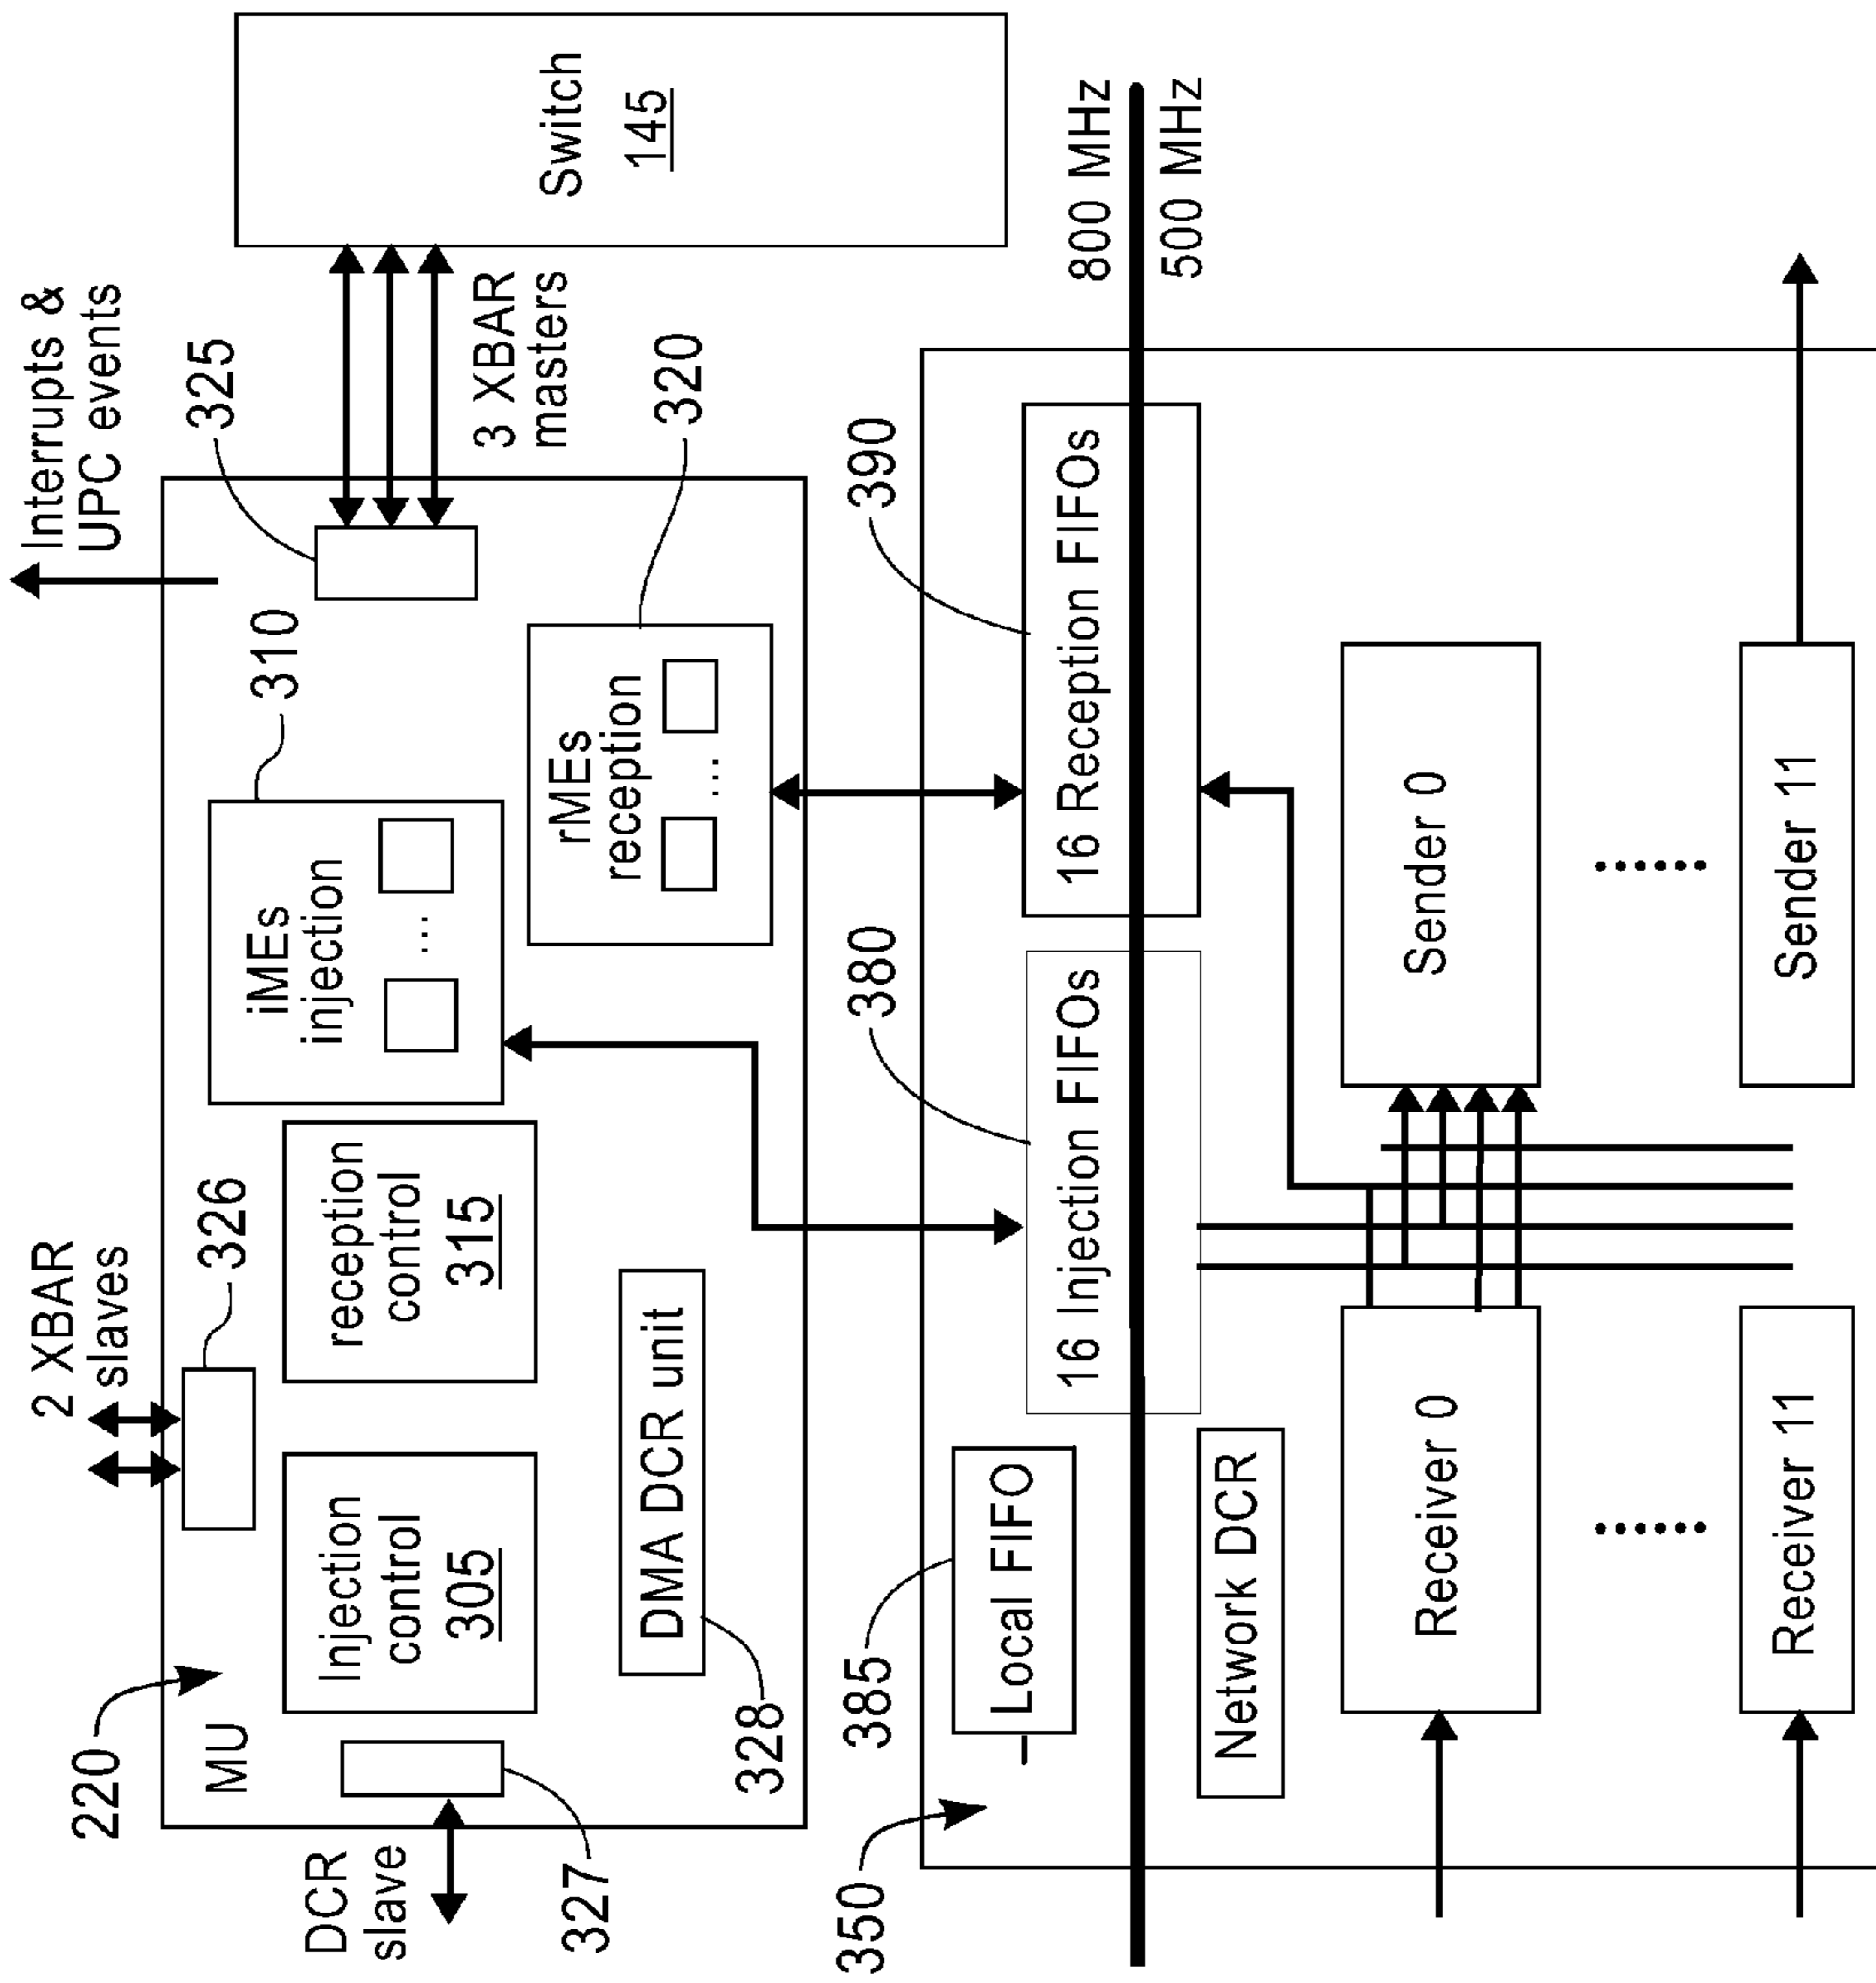 Interrupts &
UPC events
2 XBAR
slaves
220
326
310
325
MU
DCR
slave
327
Injection
control
305
reception
control
315
iMEs
injection
...
rMEs
reception
...
3 XBAR
masters
320
Switch
145
DMA DCR unit
328
350
385
380
390
Local FIFO
16 Injection FIFOs
16 Reception FIFOs
800 MHz
500 MHz
Network DCR
Receiver 0
Sender 0
......
......
Receiver 11
Sender 11